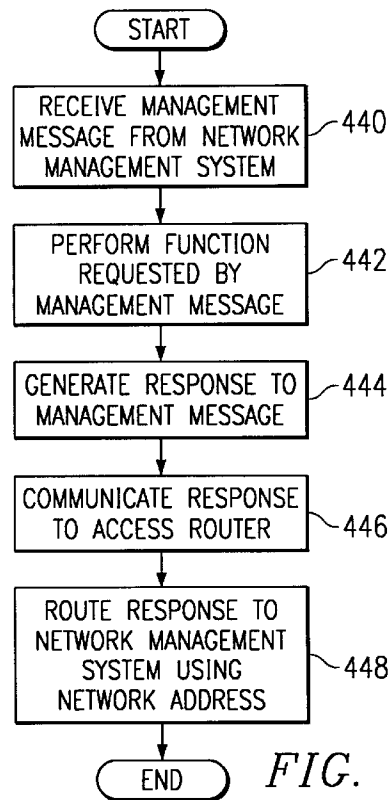 START
RECEIVE MANAGEMENT
MESSAGE FROM NETWORK
MANAGEMENT SYSTEM
440
PERFORM FUNCTION
REQUESTED BY
MANAGEMENT MESSAGE
442
GENERATE RESPONSE TO
MANAGEMENT MESSAGE
444
COMMUNICATE RESPONSE
TO ACCESS ROUTER
446
ROUTE RESPONSE TO
NETWORK MANAGEMENT
SYSTEM USING
NETWORK ADDRESS
448
END
FIG.